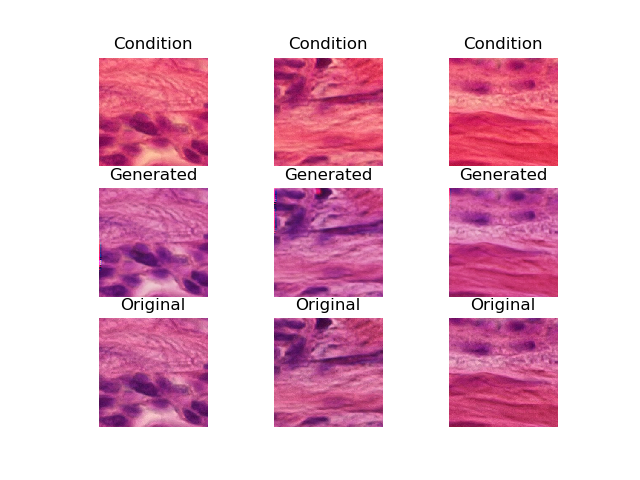 Condition Condition Condition
Generated Generated Generated
Original Original Original